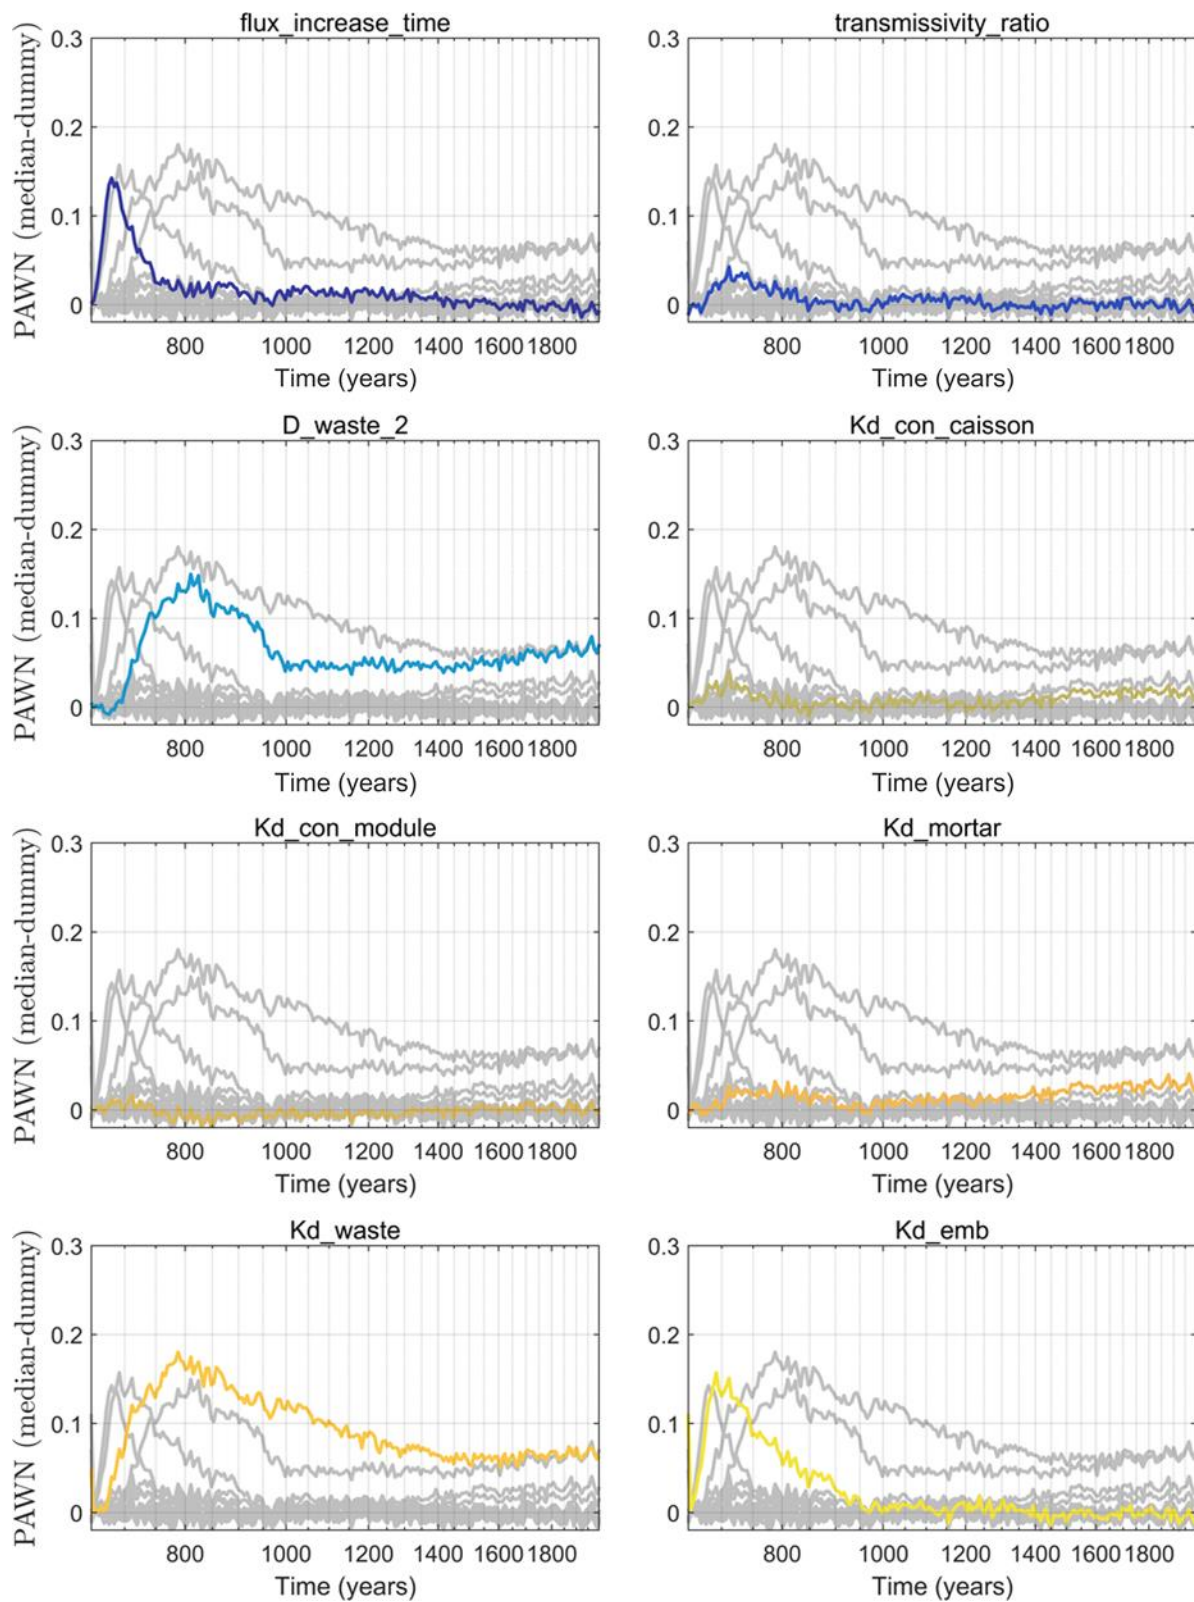 flux_increase_time
transmissivity_ratio
PAWN (median-dummy)
0.3
0.2
0.1
0
800 1000 1200 1400 1600 1800
Time (years)
0.3
0.2
0.1
0
800 1000 1200 1400 1600 1800
Time (years)
D_waste_2
Kd_con_caisson
PAWN (median-dummy)
0.3
0.2
0.1
0
800 1000 1200 1400 1600 1800
Time (years)
0.3
0.2
0.1
0
800 1000 1200 1400 1600 1800
Time (years)
Kd_con_module
Kd_mortar
PAWN (median-dummy)
0.3
0.2
0.1
0
800 1000 1200 1400 1600 1800
Time (years)
0.3
0.2
0.1
0
800 1000 1200 1400 1600 1800
Time (years)
Kd_waste
Kd_emb
PAWN (median-dummy)
0.3
0.2
0.1
0
800 1000 1200 1400 1600 1800
Time (years)
0.3
0.2
0.1
0
800 1000 1200 1400 1600 1800
Time (years)